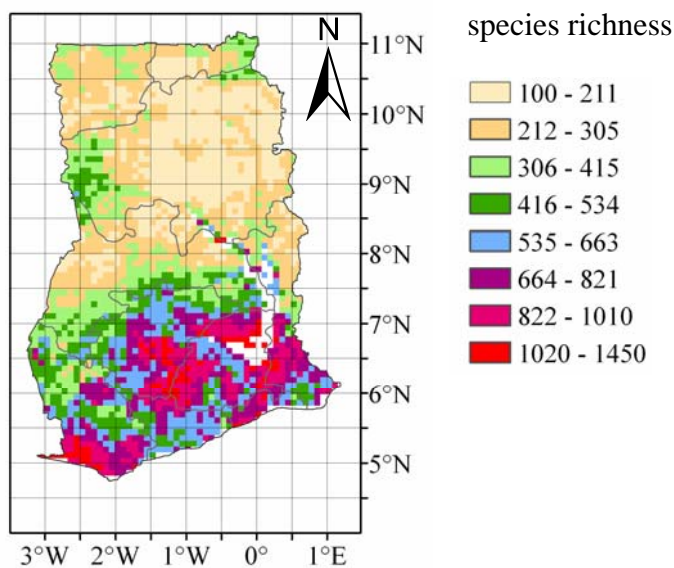 species richness
N
11°N
10°N
9°N
8°N
7°N
6°N
5°N
3°W 2°W 1°W 0° 1°E
100 - 211
212 - 305
306 - 415
416 - 534
535 - 663
664 - 821
822 - 1010
1020 - 1450